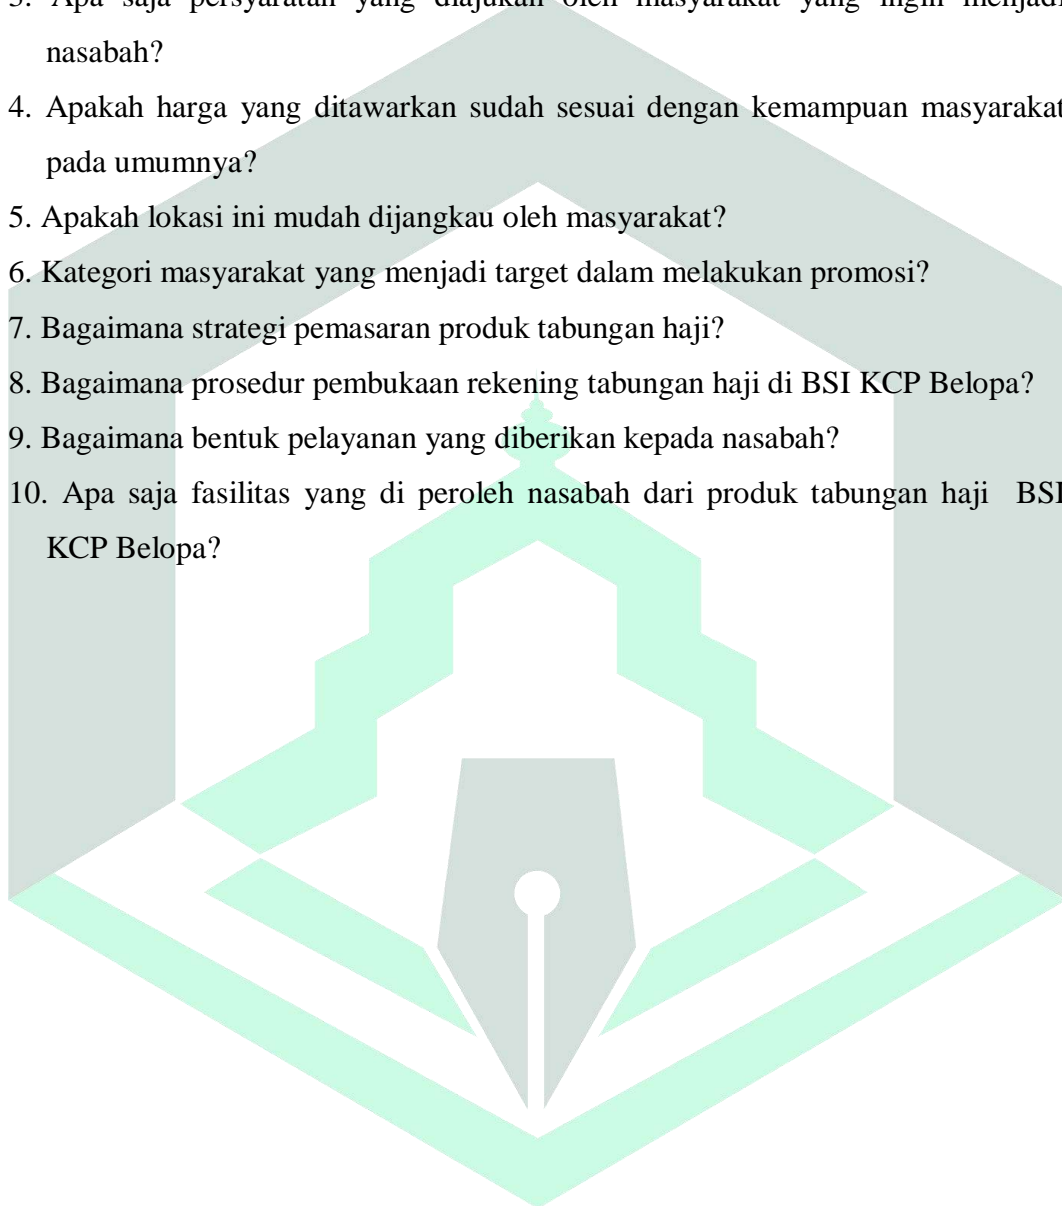 3. Apa saja persyaratan yang diajukan oleh masyarakat yang ingin menjadi
nasabah?
4. Apakah harga yang ditawarkan sudah sesuai dengan kemampuan masyarakat
pada umumnya?
5. Apakah lokasi ini mudah dijangkau oleh masyarakat?
6. Kategori masyarakat yang menjadi target dalam melakukan promosi?
7. Bagaimana strategi pemasaran produk tabungan haji?
8. Bagaimana prosedur pembukaan rekening tabungan haji di BSI KCP Belopa?
9. Bagaimana bentuk pelayanan yang diberikan kepada nasabah?
10. Apa saja fasilitas yang di peroleh nasabah dari produk tabungan haji BSI
KCP Belopa?